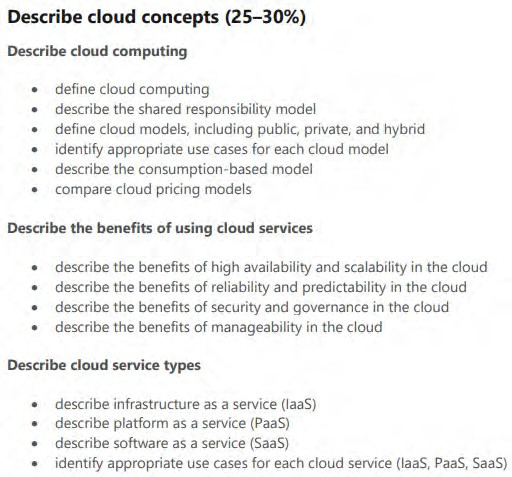 Describe cloud concepts (25–30%)
Describe cloud computing
• define cloud computing
• describe the shared responsibility model
• define cloud models, including public, private, and hybrid
• identify appropriate use cases for each cloud model
• describe the consumption-based model
• compare cloud pricing models
Describe the benefits of using cloud services
• describe the benefits of high availability and scalability in the cloud
• describe the benefits of reliability and predictability in the cloud
• describe the benefits of security and governance in the cloud
• describe the benefits of manageability in the cloud
Describe cloud service types
• describe infrastructure as a service (IaaS)
• describe platform as a service (PaaS)
• describe software as a service (SaaS)
• identify appropriate use cases for each cloud service (IaaS, PaaS, SaaS)